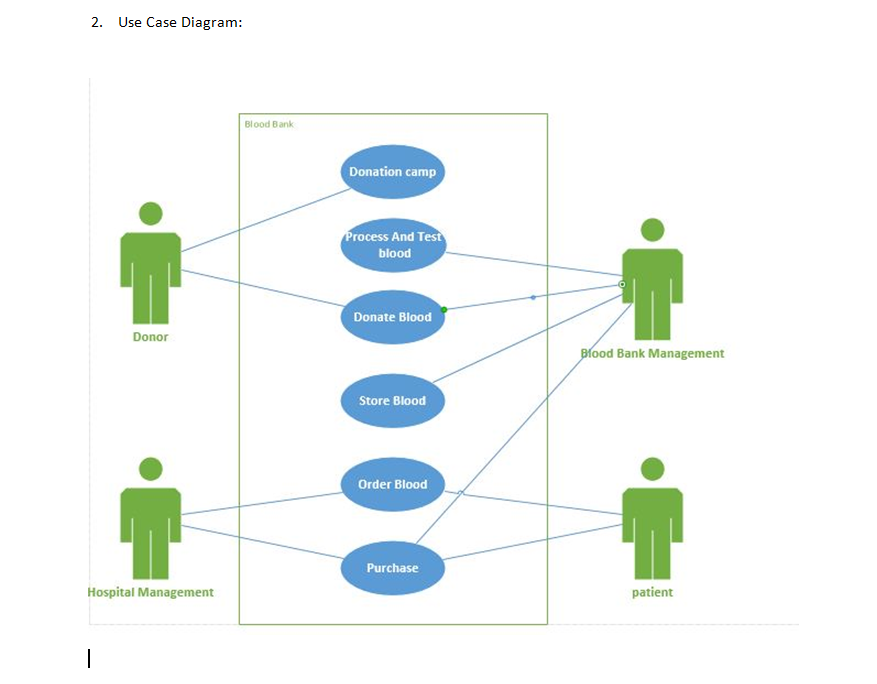 2. Use Case Diagram:
Blood Bank
Donation camp
Process And Test
blood
Donate Blood
Donor
Blood Bank Management
Store Blood
Order Blood
Purchase
Hospital Management
patient